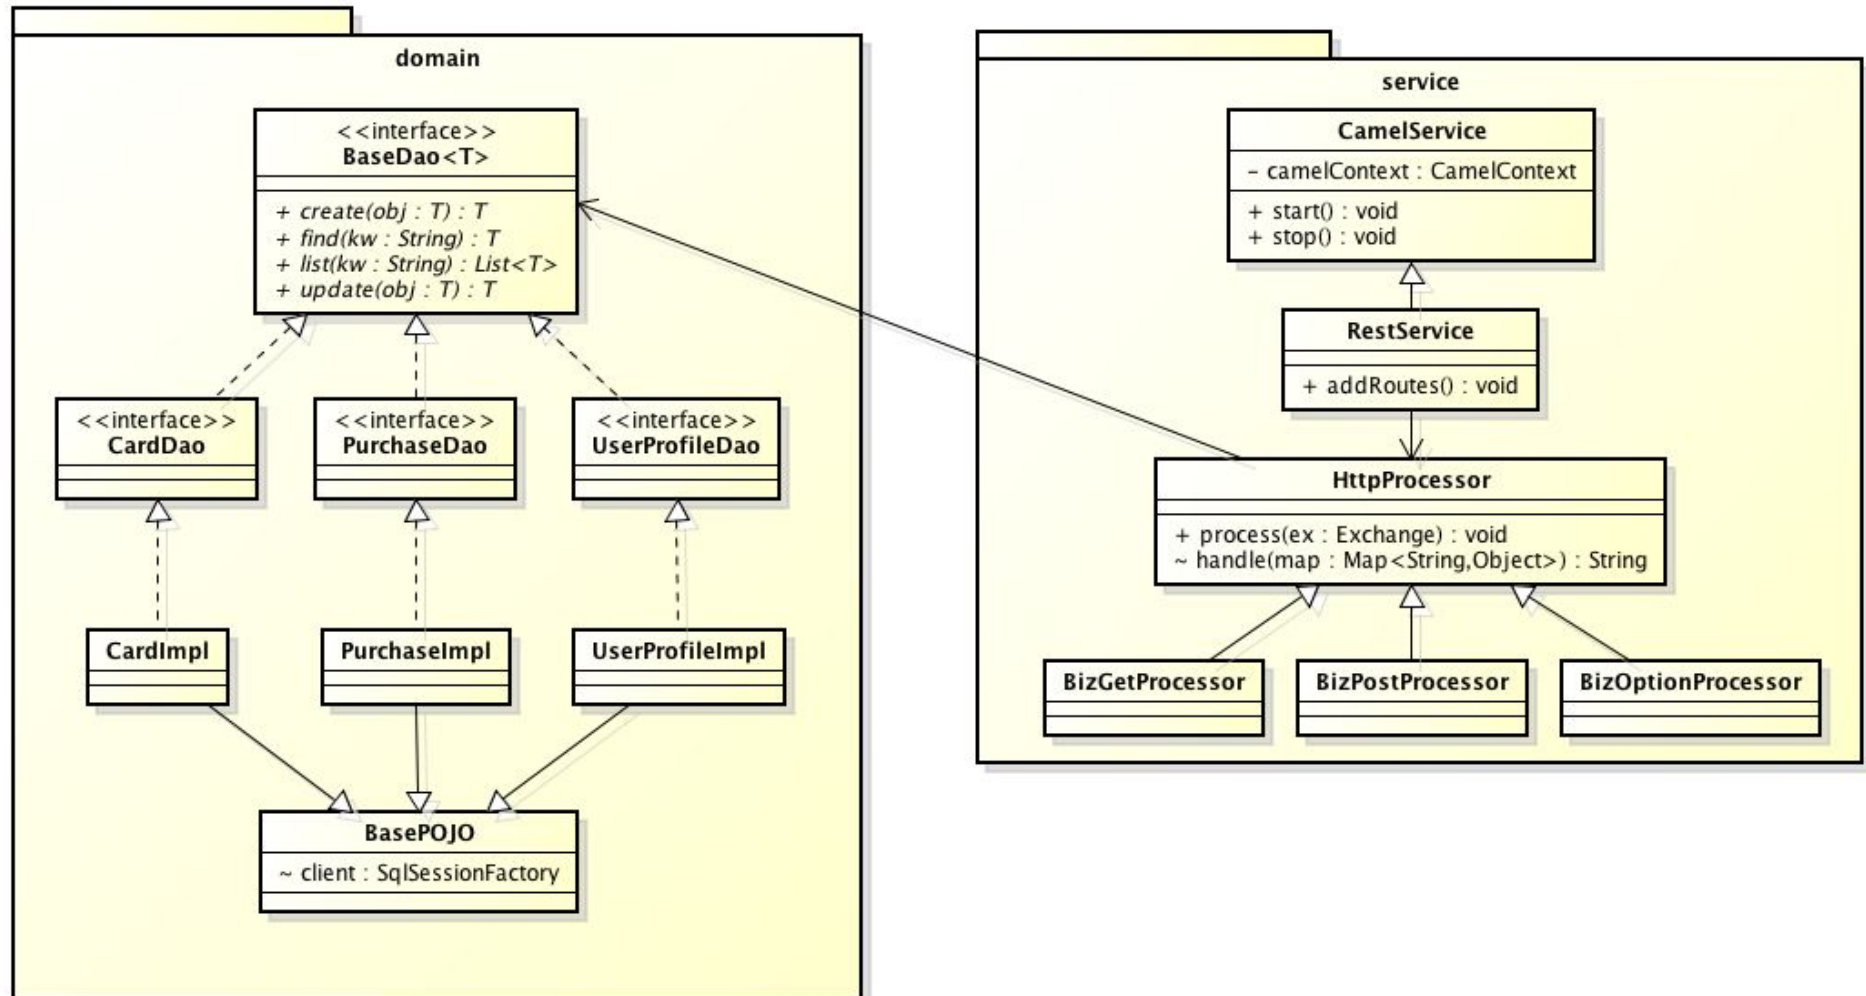 domain
<<interface>>
BaseDao<T>
+ create(obj : T) : T
+ find(kw : String) : T
+ list(kw : String) : List<T>
+ update(obj : T) : T
<<interface>>
CardDao
<<interface>>
PurchaseDao
<<interface>>
UserProfileDao
CardImpl
PurchaseImpl
UserProfileImpl
BasePOJO
~ client : SqlSessionFactory
service
CamelService
- camelContext : CamelContext
+ start() : void
+ stop() : void
RestService
+ addRoutes() : void
HttpProcessor
+ process(ex : Exchange) : void
~ handle(map : Map<String,Object>) : String
BizGetProcessor
BizPostProcessor
BizOptionProcessor